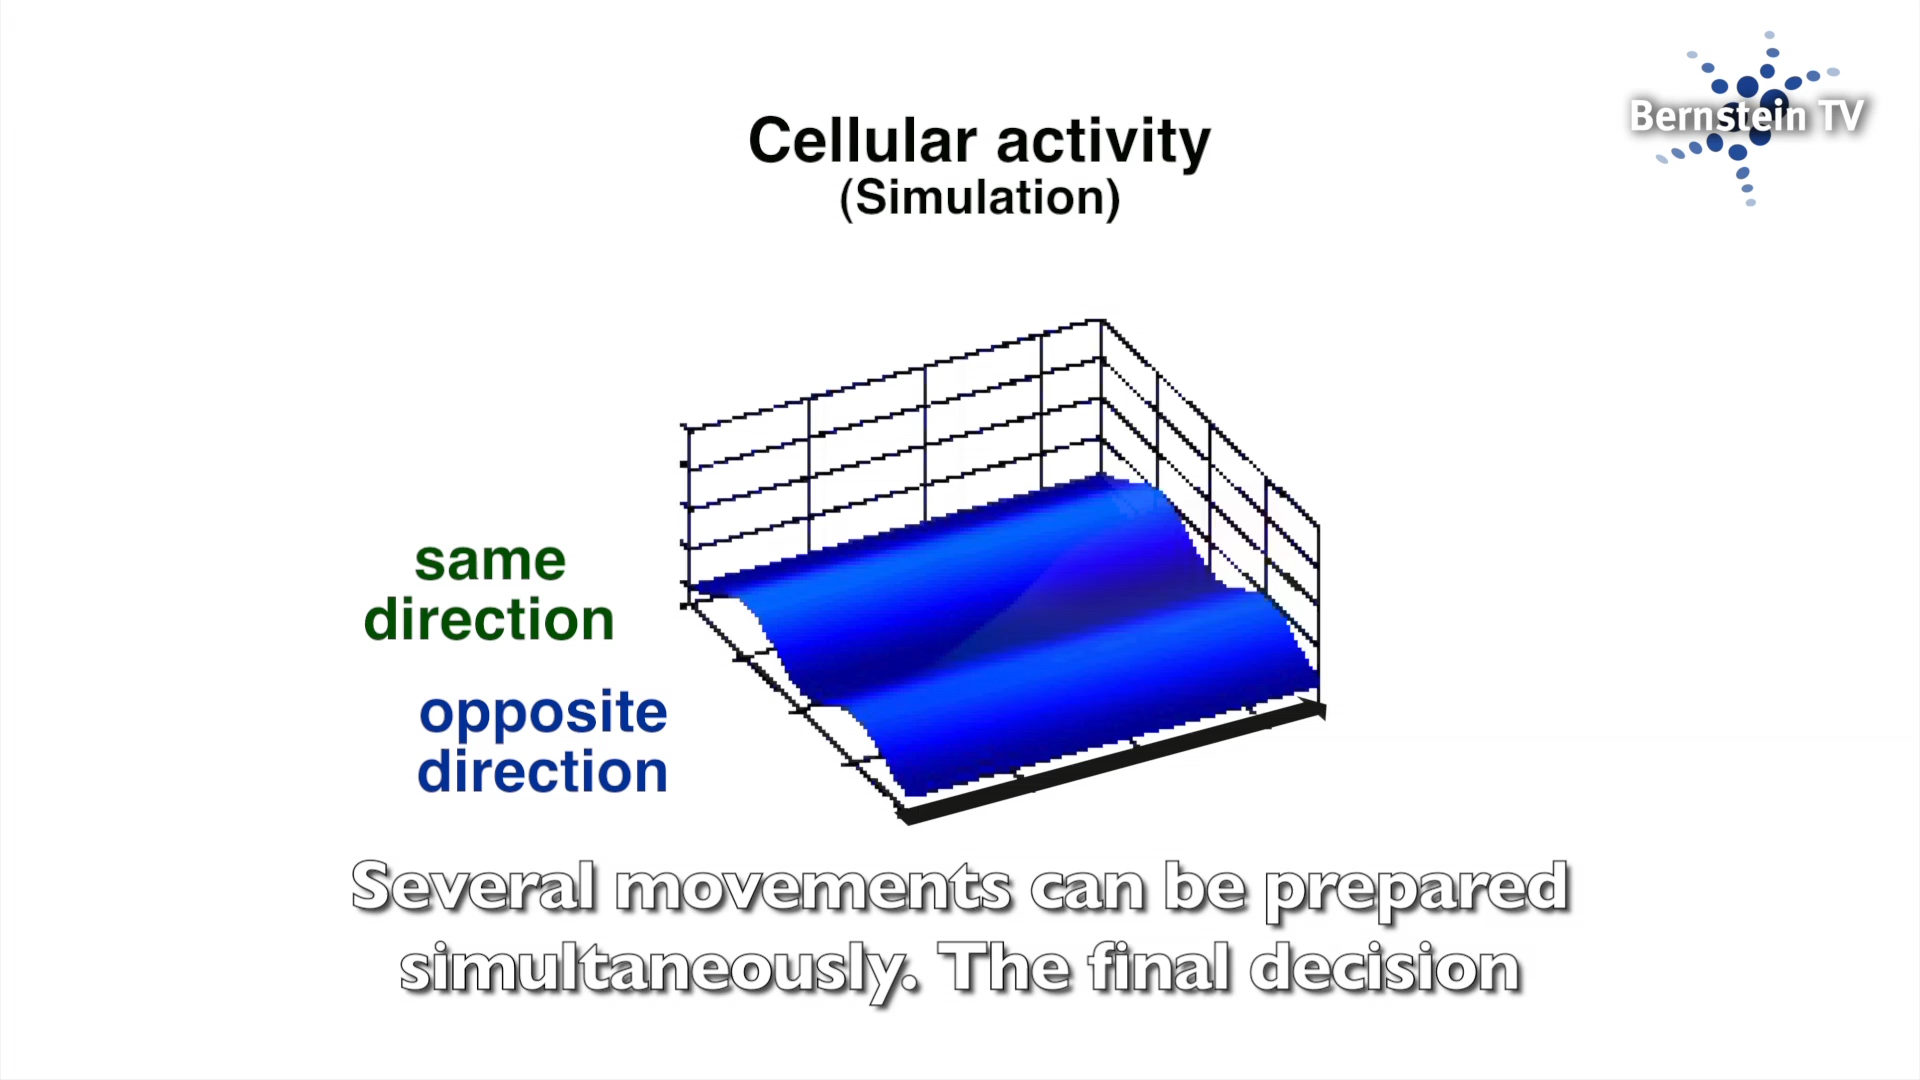 Bernstein TV
Cellular activity
(Simulation)
same
direction
opposite
direction
Several movements can be prepared
simultaneously. The final decision